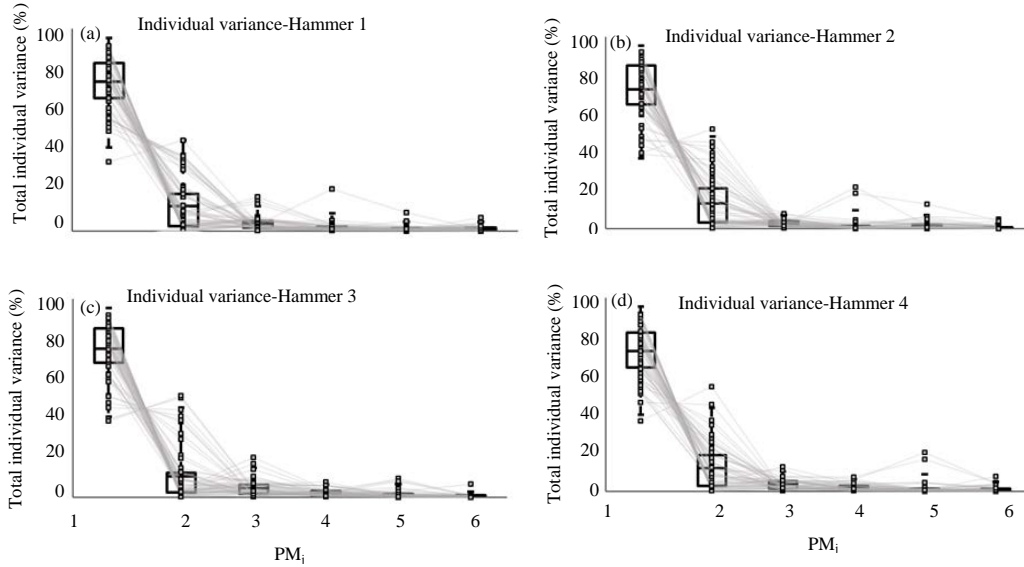 Individual variance-Hammer 1
(a)
Total individual variance (%)
100
80
60
40
20
0
Individual variance-Hammer 2
(b)
Total individual variance (%)
100
80
60
40
20
0
Individual variance-Hammer 3
(c)
Total individual variance (%)
100
80
60
40
20
0
1 2 3 4 5 6
PMi
Individual variance-Hammer 4
(d)
Total individual variance (%)
100
80
60
40
20
0
1 2 3 4 5 6
PMi